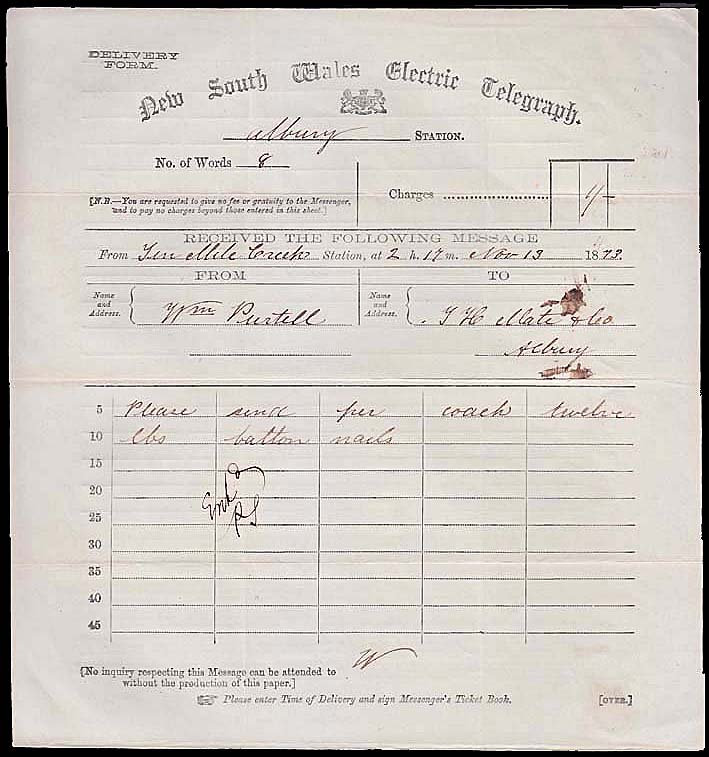 DELIVERY
FORM.
New South Wales Electric Telegraph.
Albury STATION.
No. of Words 8
[N.B.—You are requested to give no fee or gratuity to the Messenger,
and to pay no charges beyond those entered in this sheet.]
Charges .................... 1/-
RECEIVED THE FOLLOWING MESSAGE
From Ten Mile Creek Station, at 2 h. 17 m. Nov 13 1873.
FROM
TO
Name
and
Address.
Wm Purtell
Name
and
Address.
T H Mate & Co
Albury
5 Please send per coach twelve
10 lbs batton nails
15
20
25
30
35
40
45
W
[No inquiry respecting this Message can be attended to
without the production of this paper.]
Please enter Time of Delivery and sign Messenger's Ticket Book.
[OVER.]